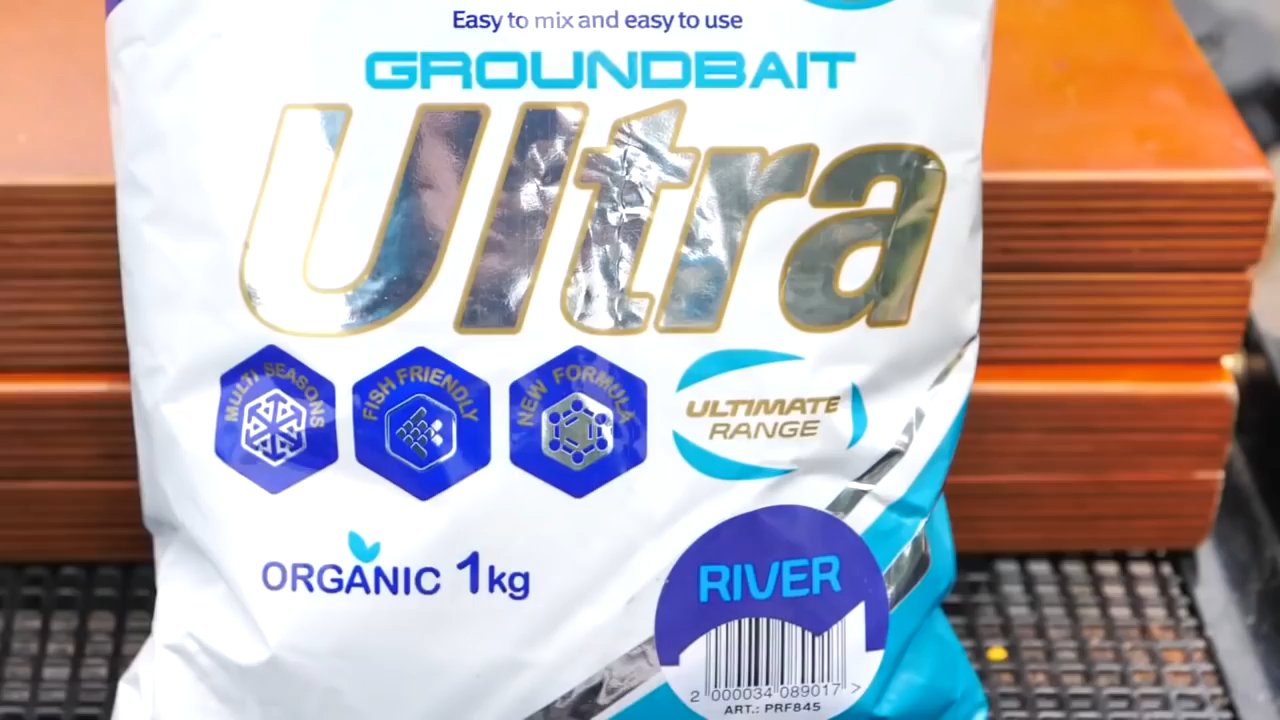 Easy to mix and easy to use
GROUNDBAIT
Ultra
MULTI SEASONS
FISH FRIENDLY
NEW FORMULA
ULTIMATE
RANGE
ORGANIC 1kg
RIVER
2 000034 089017 >
ART.: PRF845